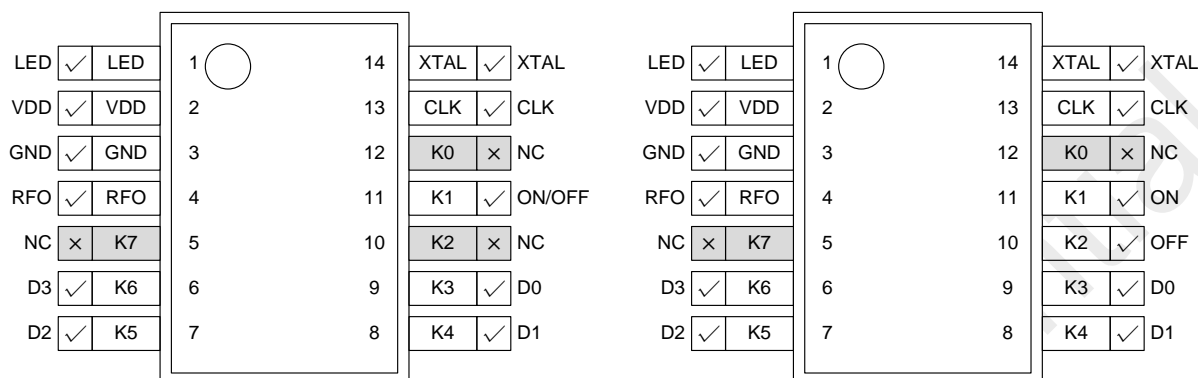 LED ✓ LED 1 14 XTAL ✓ XTAL
VDD ✓ VDD 2 13 CLK ✓ CLK
GND ✓ GND 3 12 K0 × NC
RFO ✓ RFO 4 11 K1 ✓ ON/OFF
NC × K7 5 10 K2 × NC
D3 ✓ K6 6 9 K3 ✓ D0
D2 ✓ K5 7 8 K4 ✓ D1
LED ✓ LED 1 14 XTAL ✓ XTAL
VDD ✓ VDD 2 13 CLK ✓ CLK
GND ✓ GND 3 12 K0 × NC
RFO ✓ RFO 4 11 K1 ✓ ON
NC × K7 5 10 K2 ✓ OFF
D3 ✓ K6 6 9 K3 ✓ D0
D2 ✓ K5 7 8 K4 ✓ D1